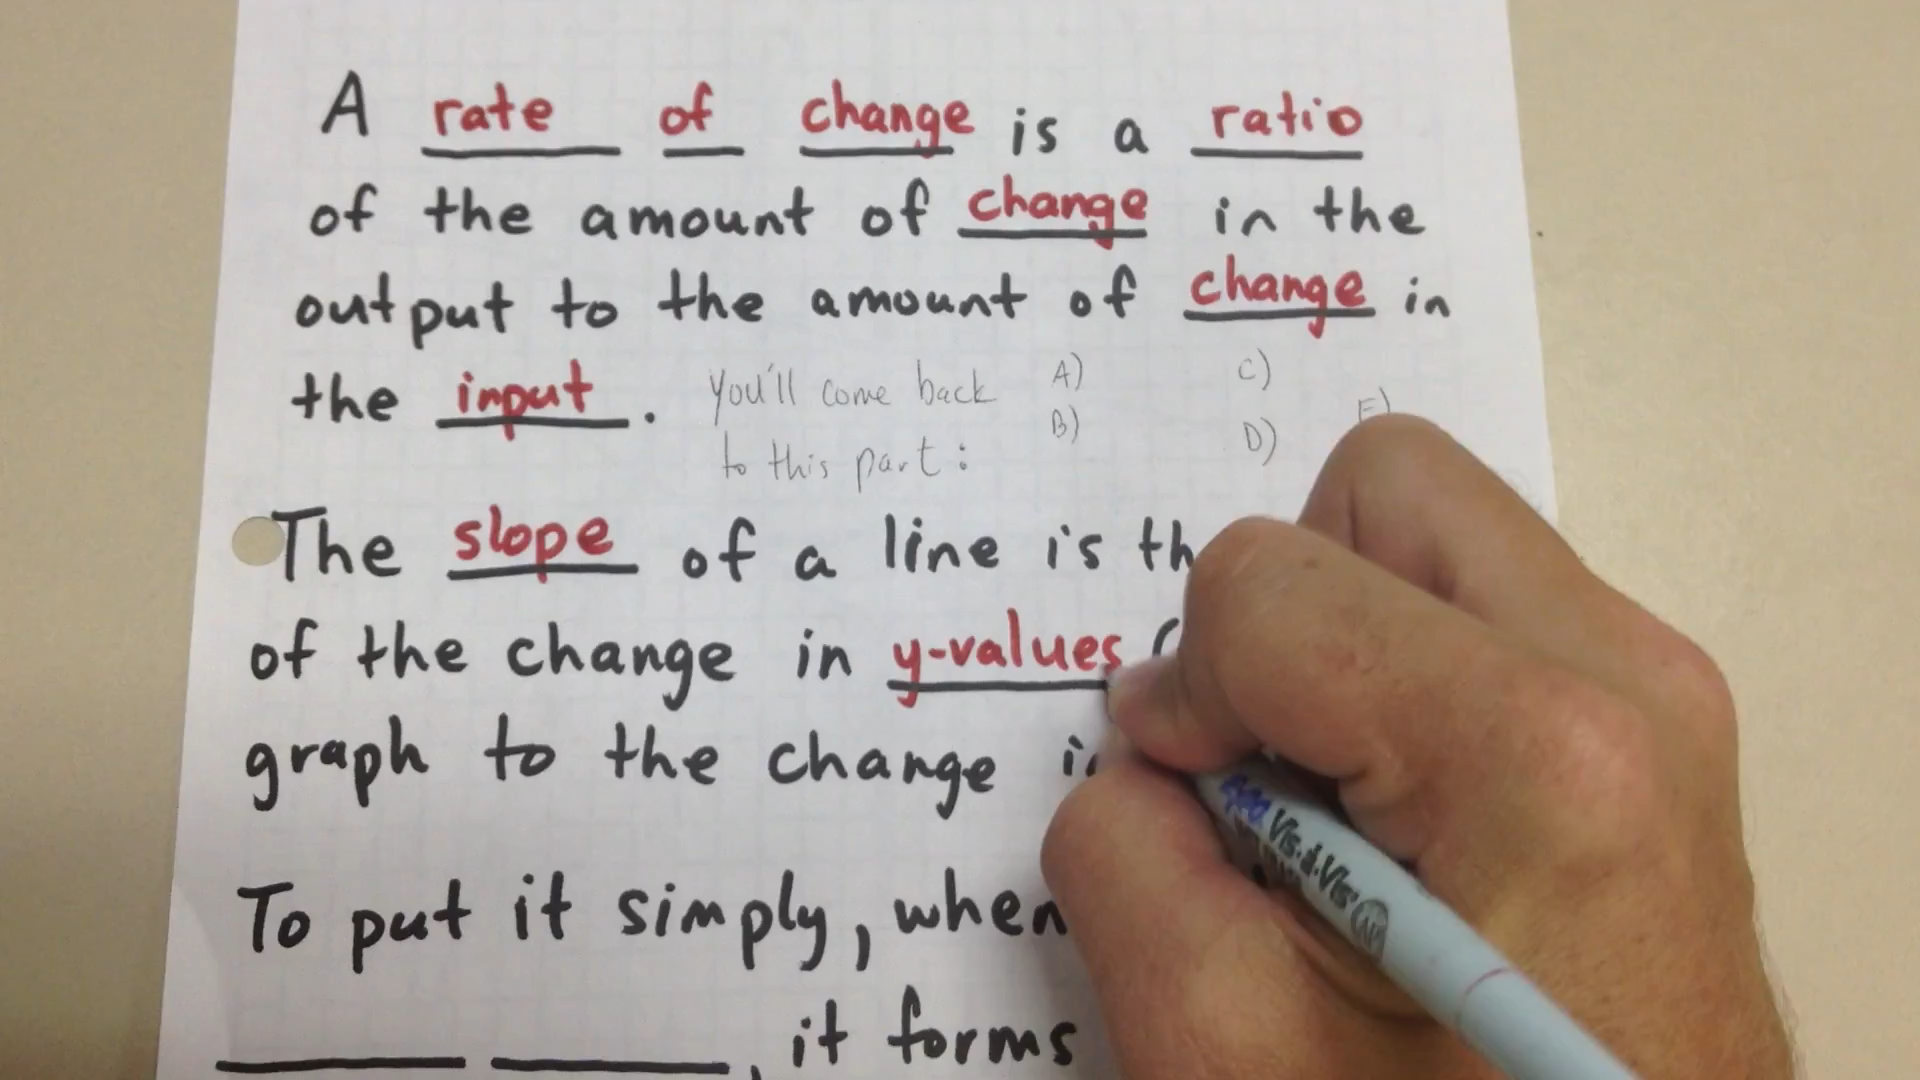 A rate of change is a ratio
of the amount of change in the
output to the amount of change in
the input.
You'll come back
to this part:
A)
B)
C)
D)
E)
The slope of a line is
of the change in y-values (
graph to the change
To put it simply, when
, it forms
Vis.à.Vis